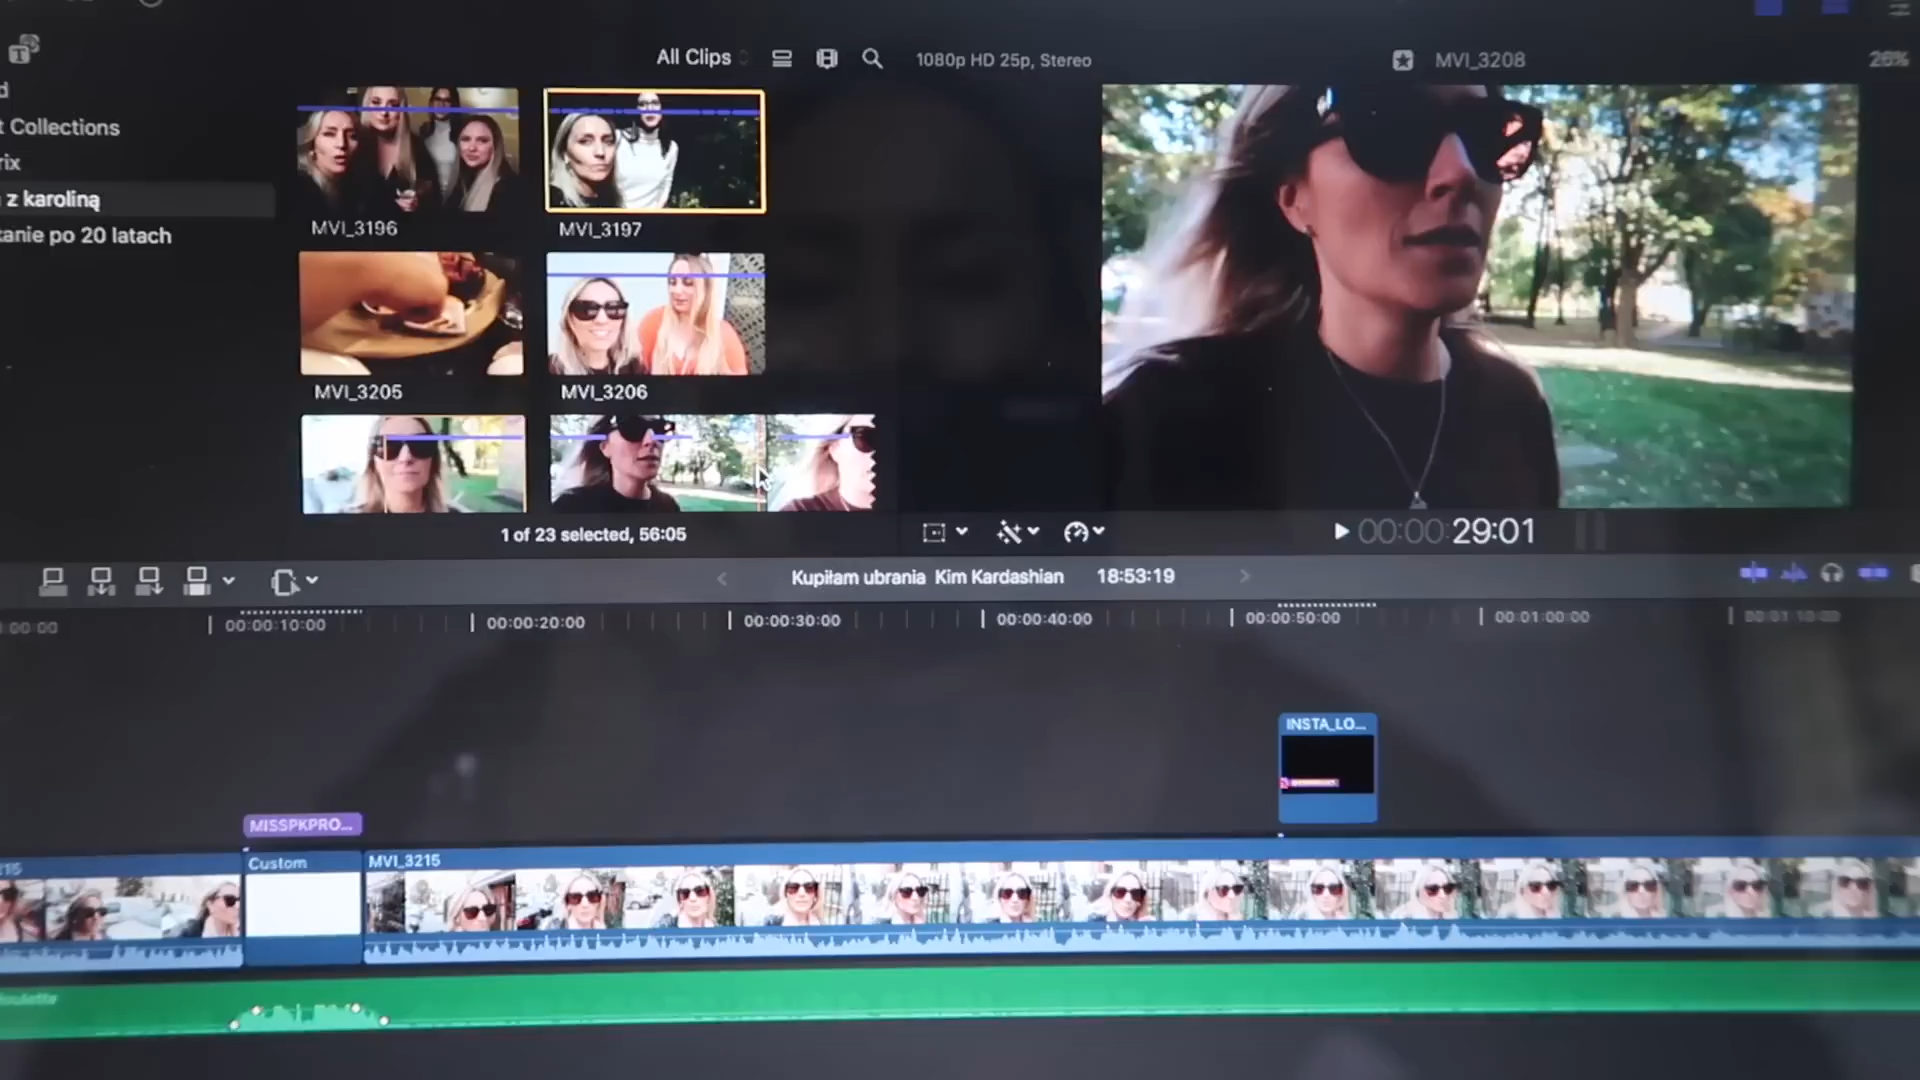 All Clips
1080p HD 25p, Stereo
MVI_3208
26%
d
t Collections
rix
z karoliną
kanie po 20 latach
MVI_3196
MVI_3197
MVI_3205
MVI_3206
1 of 23 selected, 56:05
00:00:29:01
Kupiłam ubrania Kim Kardashian 18:53:19
:00:00
00:00:10:00
00:00:20:00
00:00:30:00
00:00:40:00
00:00:50:00
00:01:00:00
00:01:10:00
INSTA_LO...
MISSPKPRO...
Custom
MVI_3215